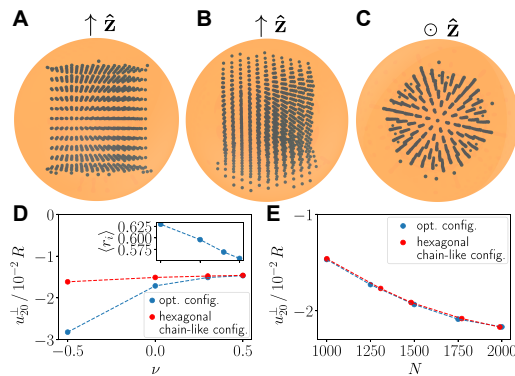 A
↑ ẑ
B
↑ ẑ
C
⊙ ẑ
D
u⊥20 / 10−2 R
0
−1
−2
−3
−0.5
0.0
0.5
ν
⟨ri⟩
0.625
0.600
0.575
opt. config.
hexagonal
chain-like config.
E
u⊥20 / 10−2 R
−1
−2
1000
1250
1500
1750
2000
N
opt. config.
hexagonal
chain-like config.